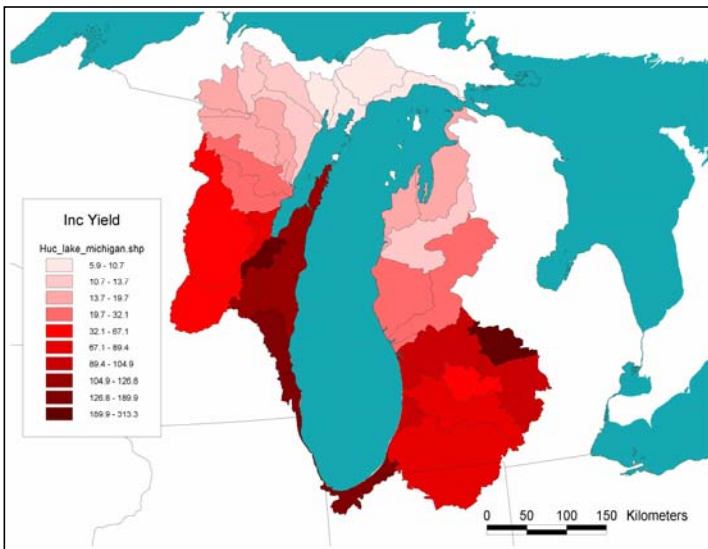 Inc Yield
Huc_lake_michigan.shp
5.9 - 10.7
10.7 - 13.7
13.7 - 19.7
19.7 - 32.1
32.1 - 67.1
67.1 - 89.4
89.4 - 104.9
104.9 - 126.8
126.8 - 189.9
189.9 - 313.3
0 50 100 150 Kilometers